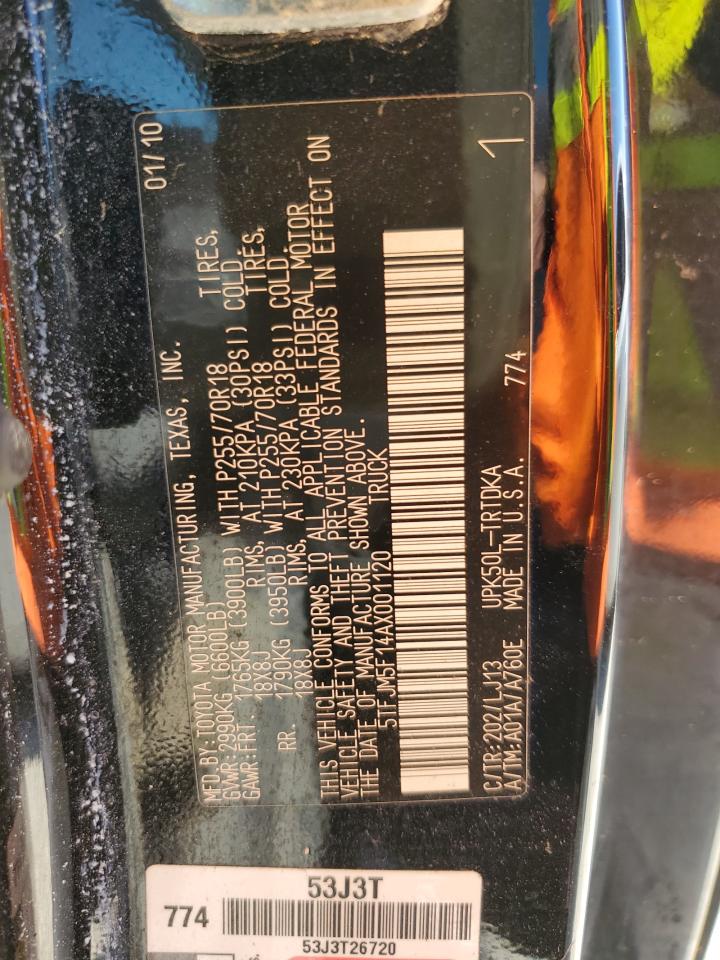 MFD. BY: TOYOTA MOTOR MANUFACTURING, TEXAS, INC. 01/10
GVWR: 2990KG (6600LB)
GAWR: FRT. 1765KG (3900LB) WITH P255/70R18 TIRES,
18X8J RIMS, AT 210KPA (30PSI) COLD.
RR. 1790KG (3950LB) WITH P255/70R18 TIRES,
18X8J RIMS, AT 230KPA (33PSI) COLD.
THIS VEHICLE CONFORMS TO ALL APPLICABLE FEDERAL MOTOR
VEHICLE SAFETY AND THEFT PREVENTION STANDARDS IN EFFECT ON
THE DATE OF MANUFACTURE SHOWN ABOVE.
5TFJM5F14AX001120 TRUCK
C/TR: 202/LJ13 UPK50L-TRTDKA
A/TM: A01A/A760E MADE IN U.S.A. 774 1
53J3T
774
53J3T26720